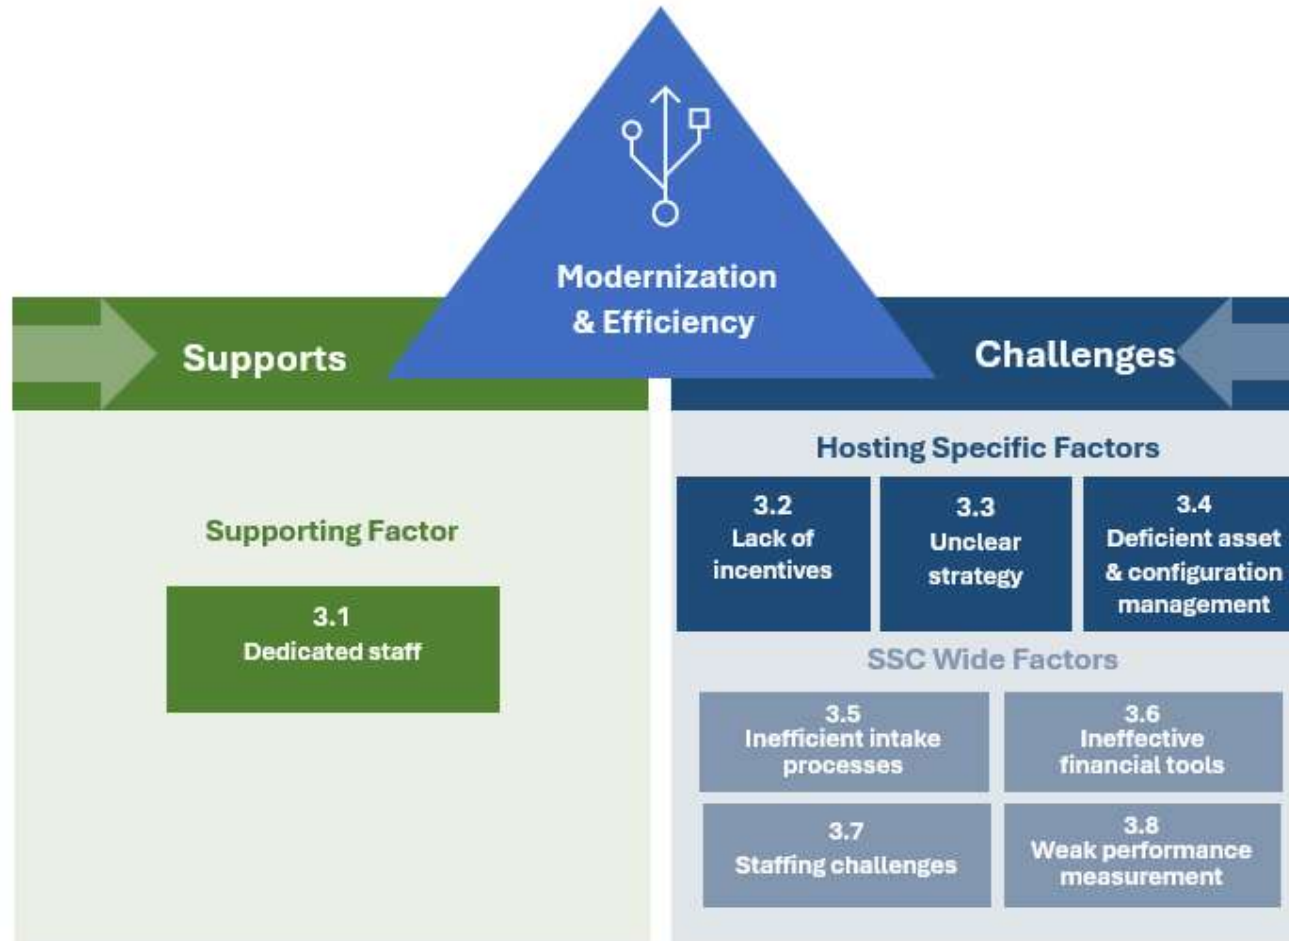 Modernization
& Efficiency
Supports
Challenges
Supporting Factor
3.1
Dedicated staff
Hosting Specific Factors
3.2
Lack of
incentives
3.3
Unclear
strategy
3.4
Deficient asset
& configuration
management
SSC Wide Factors
3.5
Inefficient intake
processes
3.6
Ineffective
financial tools
3.7
Staffing challenges
3.8
Weak performance
measurement